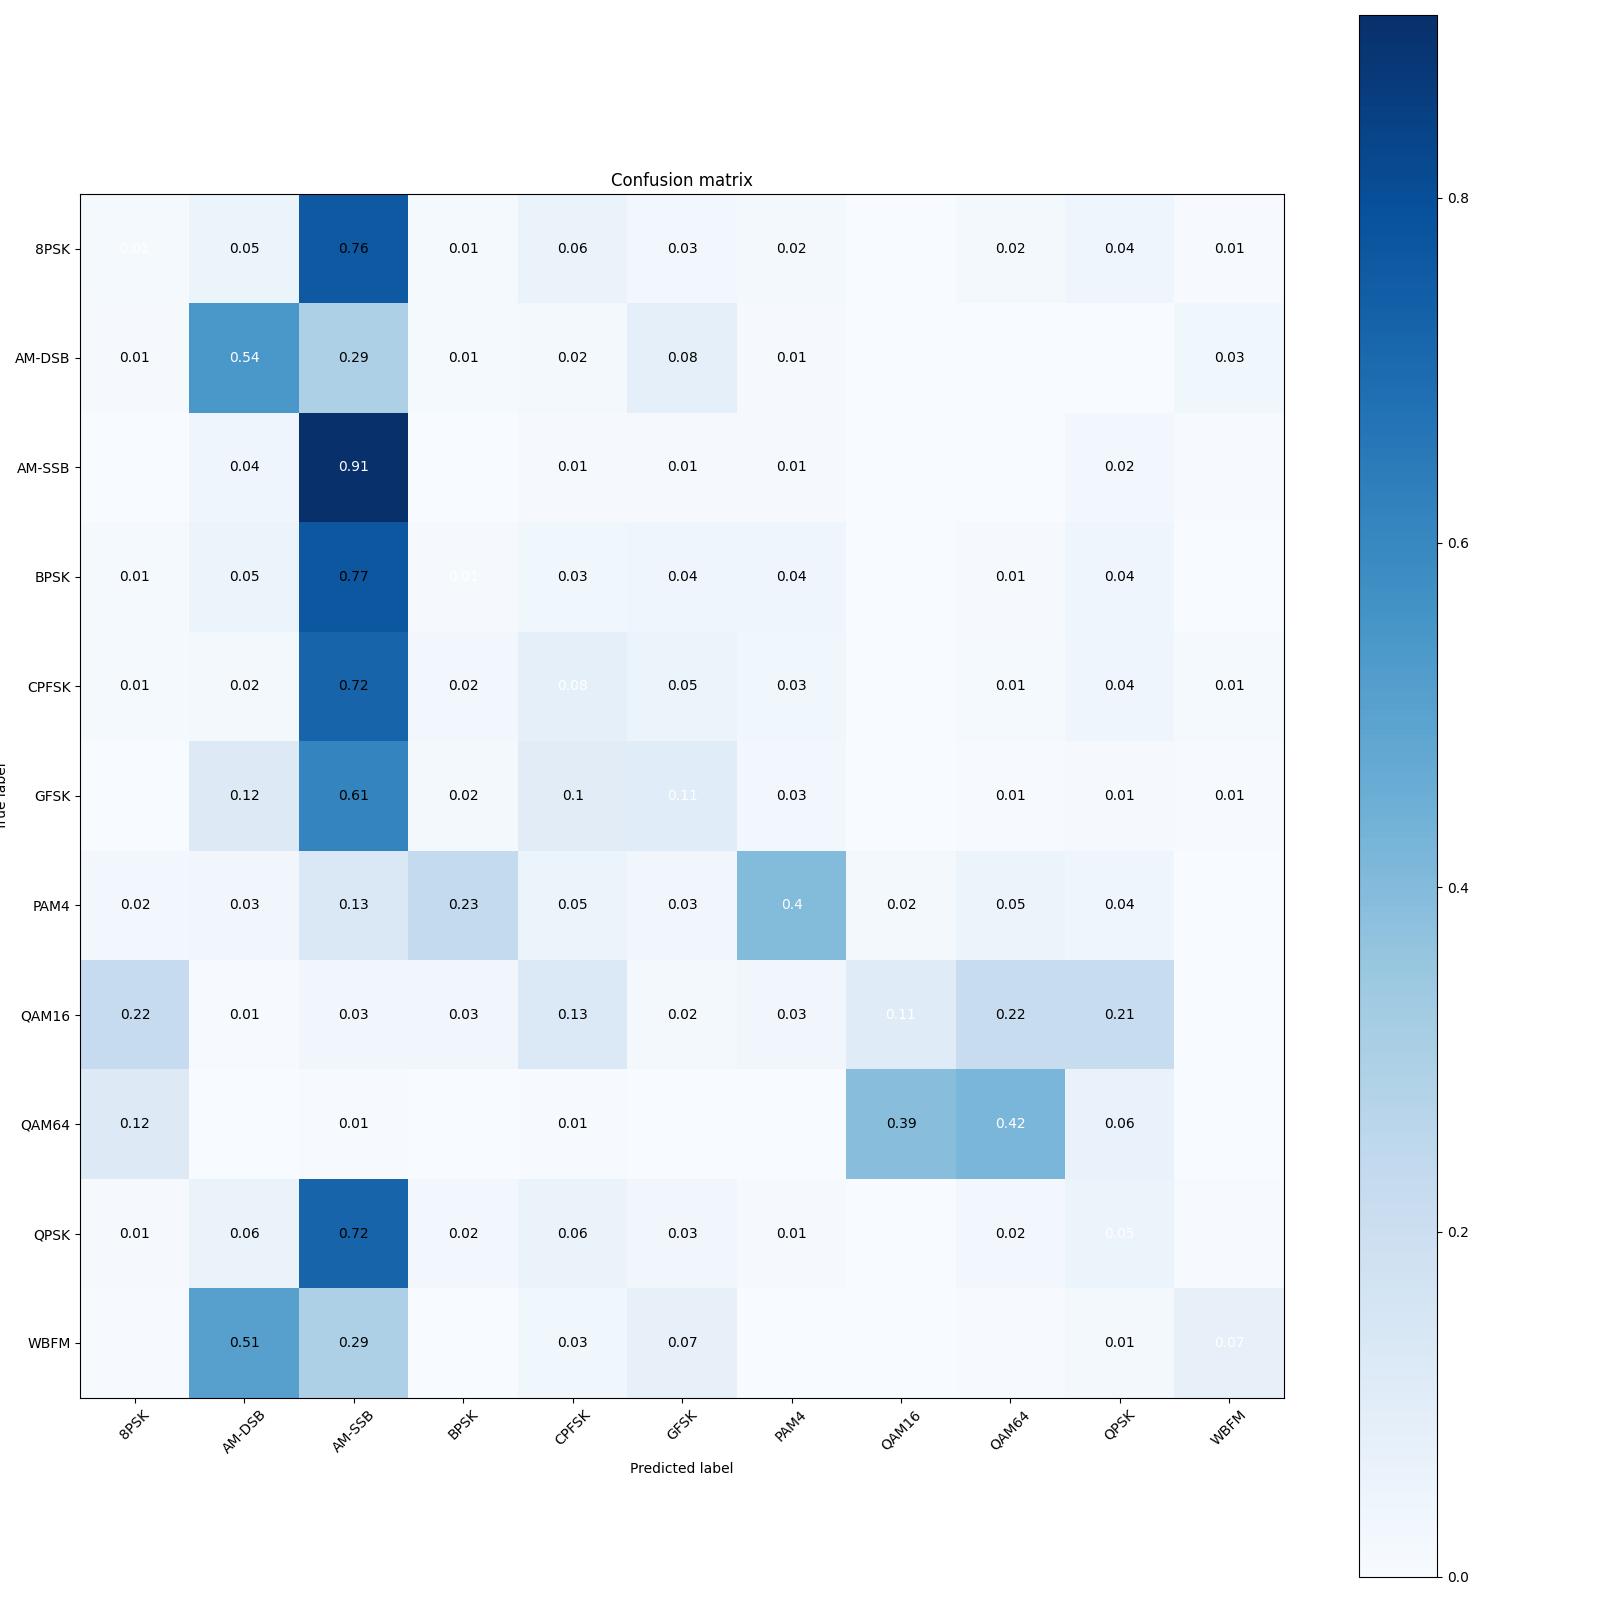 Confusion matrix
8PSK 0.01 0.05 0.76 0.01 0.06 0.03 0.02 0.02 0.04 0.01
AM-DSB 0.01 0.54 0.29 0.01 0.02 0.08 0.01 0.03
AM-SSB 0.04 0.91 0.01 0.01 0.01 0.02
BPSK 0.01 0.05 0.77 0.01 0.03 0.04 0.04 0.01 0.04
CPFSK 0.01 0.02 0.72 0.02 0.08 0.05 0.03 0.01 0.04 0.01
GFSK 0.12 0.61 0.02 0.1 0.11 0.03 0.01 0.01 0.01
PAM4 0.02 0.03 0.13 0.23 0.05 0.03 0.4 0.02 0.05 0.04
QAM16 0.22 0.01 0.03 0.03 0.13 0.02 0.03 0.11 0.22 0.21
QAM64 0.12 0.01 0.01 0.39 0.42 0.06
QPSK 0.01 0.06 0.72 0.02 0.06 0.03 0.01 0.02 0.05
WBFM 0.51 0.29 0.03 0.07 0.01 0.07
8PSK AM-DSB AM-SSB BPSK CPFSK GFSK PAM4 QAM16 QAM64 QPSK WBFM
Predicted label
True label
0.8
0.6
0.4
0.2
0.0